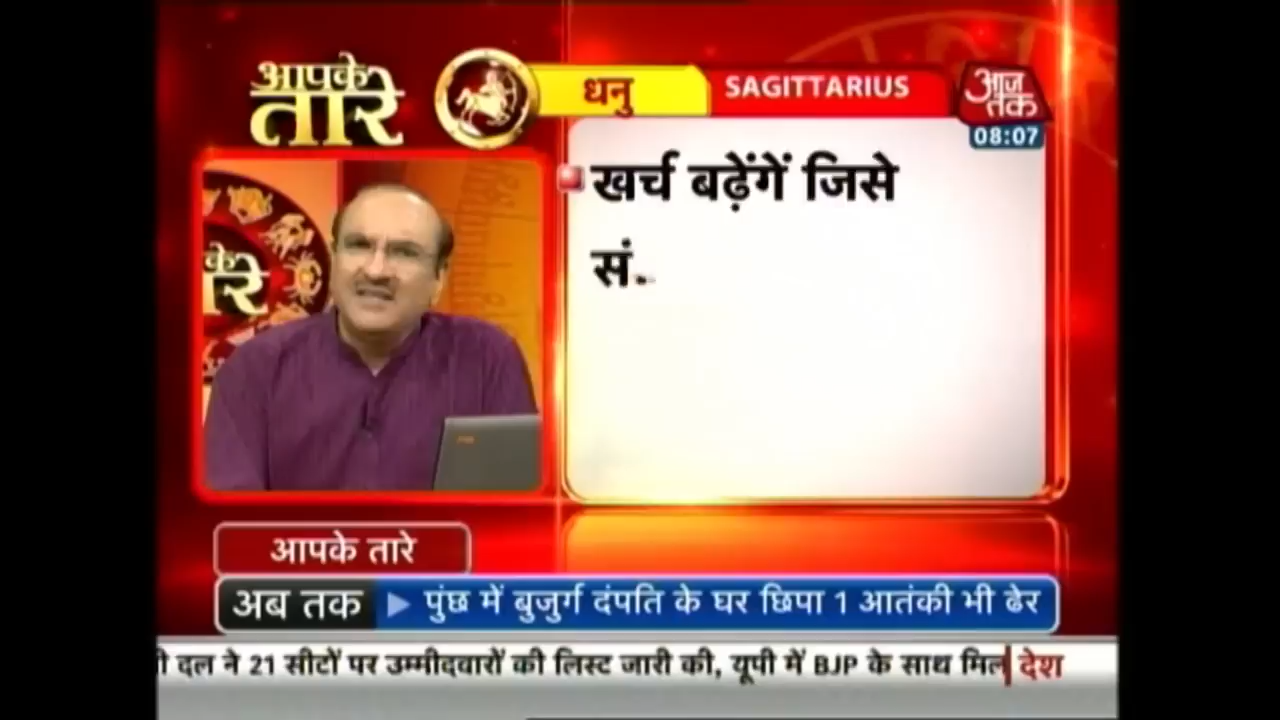 आपके
तारे
धनु
SAGITTARIUS
आज
तक
08:07
खर्च बढ़ेंगें जिसे
सं
के
रे
आपके तारे
अब तक
पुंछ में बुजुर्ग दंपति के घर छिपा 1 आतंकी भी ढेर
दल ने 21 सीटों पर उम्मीदवारों की लिस्ट जारी की, यूपी में BJP के साथ मिल
देश